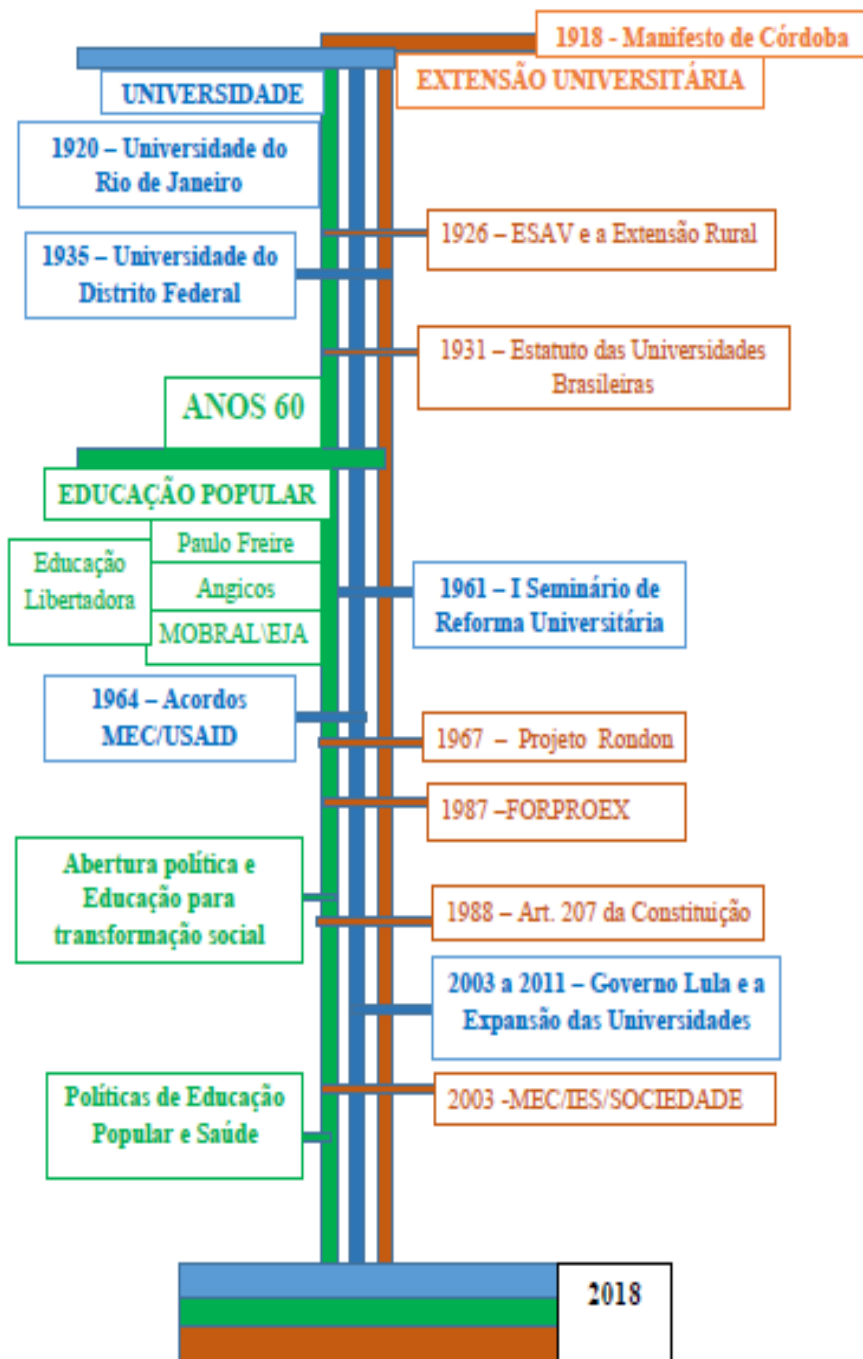 1918 - Manifesto de Córdoba
EXTENSÃO UNIVERSITÁRIA
UNIVERSIDADE
1920 – Universidade do
Rio de Janeiro
1926 – ESAV e a Extensão Rural
1935 – Universidade do
Distrito Federal
1931 – Estatuto das Universidades
Brasileiras
ANOS 60
EDUCAÇÃO POPULAR
Paulo Freire
Educação
Libertadora
Angicos
MOBRAL\EJA
1961 – I Seminário de
Reforma Universitária
1964 – Acordos
MEC/USAID
1967 – Projeto Rondon
1987 –FORPROEX
Abertura política e
Educação para
transformação social
1988 – Art. 207 da Constituição
2003 a 2011 – Governo Lula e a
Expansão das Universidades
Políticas de Educação
Popular e Saúde
2003 -MEC/IES/SOCIEDADE
2018